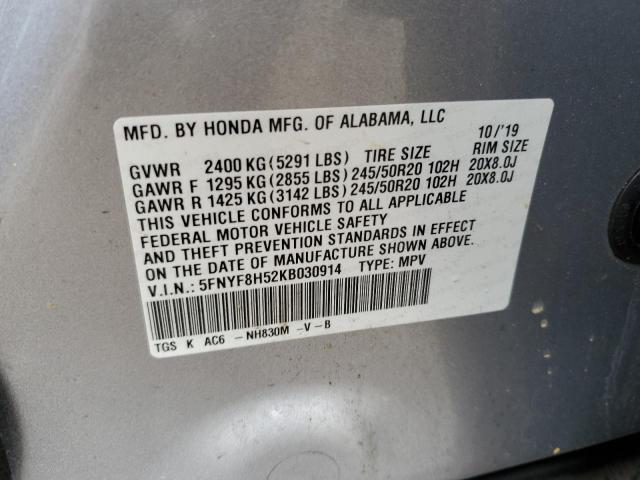 MFD. BY HONDA MFG. OF ALABAMA, LLC 10/'19
GVWR 2400 KG (5291 LBS) TIRE SIZE RIM SIZE
GAWR F 1295 KG (2855 LBS) 245/50R20 102H 20X8.0J
GAWR R 1425 KG (3142 LBS) 245/50R20 102H 20X8.0J
THIS VEHICLE CONFORMS TO ALL APPLICABLE
FEDERAL MOTOR VEHICLE SAFETY
AND THEFT PREVENTION STANDARDS IN EFFECT
ON THE DATE OF MANUFACTURE SHOWN ABOVE.
V.I.N.: 5FNYF8H52KB030914 TYPE: MPV
TGS K AC6 -NH830M -V-B